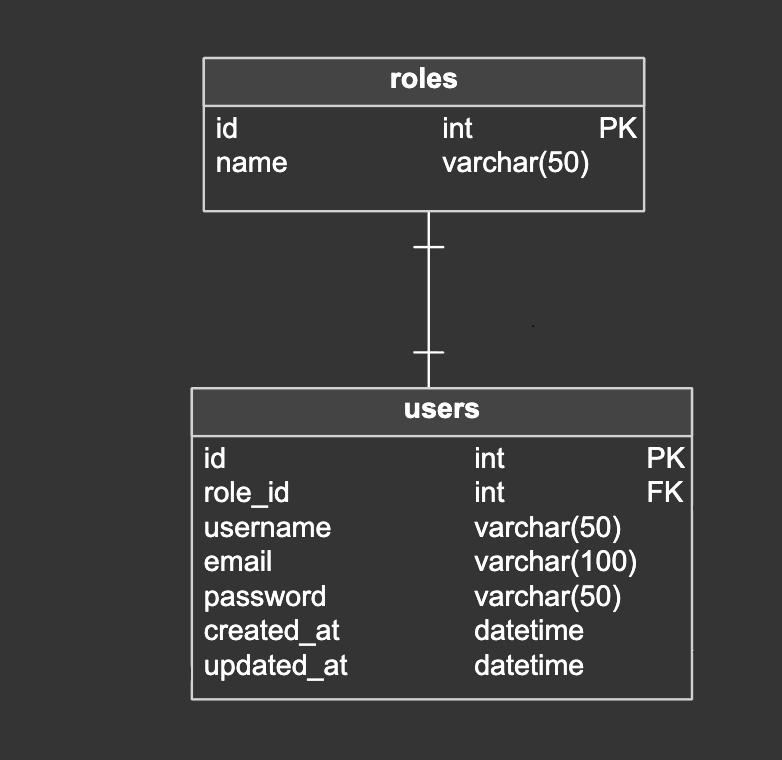 roles
id int PK
name varchar(50)
users
id int PK
role_id int FK
username varchar(50)
email varchar(100)
password varchar(50)
created_at datetime
updated_at datetime